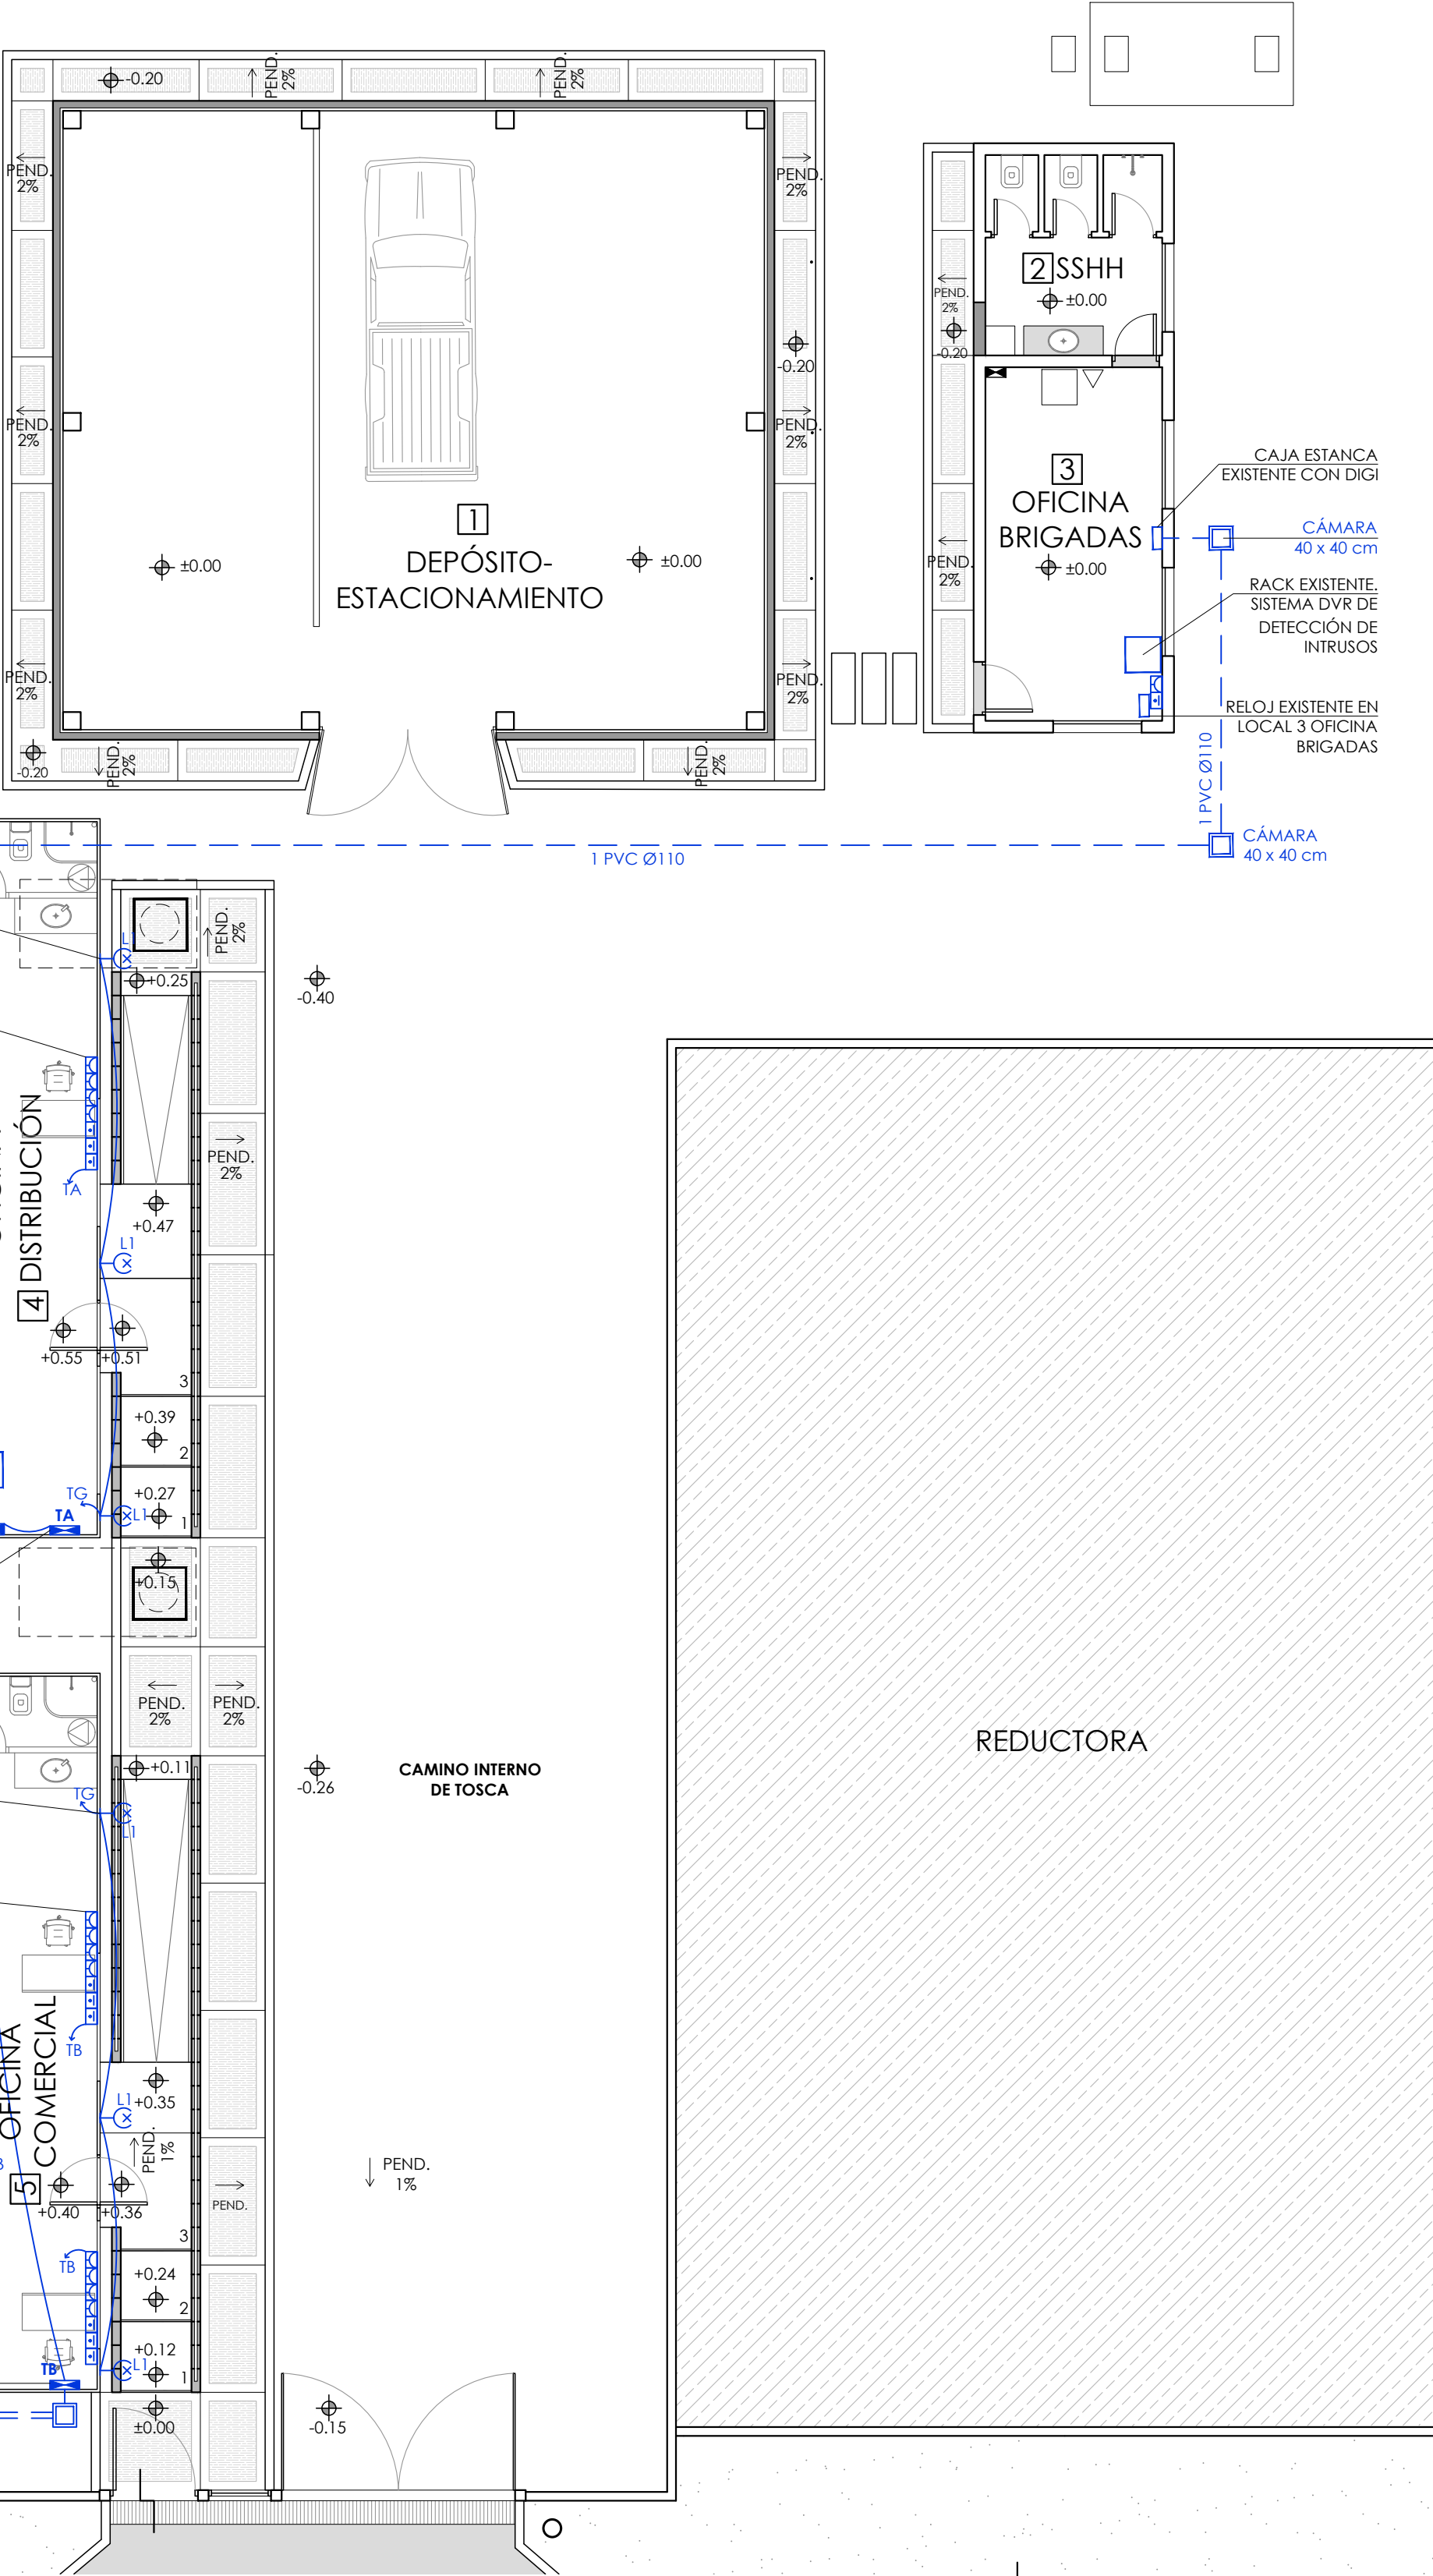 -0.20
PEND.
2%
PEND.
2%
PEND.
2%
PEND.
2%
PEND.
2%
PEND.
2%
PEND.
2%
PEND.
2%
-0.20
-0.20
PEND.
2%
PEND.
2%
1
DEPÓSITO-
ESTACIONAMIENTO
±0.00
±0.00
2 SSHH
±0.00
PEND.
2%
-0.20
PEND.
2%
3
OFICINA
BRIGADAS
±0.00
CAJA ESTANCA
EXISTENTE CON DIGI
CÁMARA
40 x 40 cm
RACK EXISTENTE.
SISTEMA DVR DE
DETECCIÓN DE
INTRUSOS
RELOJ EXISTENTE EN
LOCAL 3 OFICINA
BRIGADAS
1 PVC Ø110
CÁMARA
40 x 40 cm
1 PVC Ø110
PEND.
2%
L1
+0.25
-0.40
4 DISTRIBUCIÓN
TA
PEND.
2%
+0.47
L1
+0.55
+0.51
3
+0.39
2
+0.27
1
TG
TA
L1
+0.15
PEND.
2%
PEND.
2%
+0.11
-0.26
CAMINO INTERNO
DE TOSCA
REDUCTORA
TG
L1
TB
5
OFICINA
COMERCIAL
+0.35
L1
PEND.
1%
+0.40
+0.36
PEND.
PEND.
1%
3
+0.24
2
+0.12
1
TB
TB
L1
±0.00
-0.15